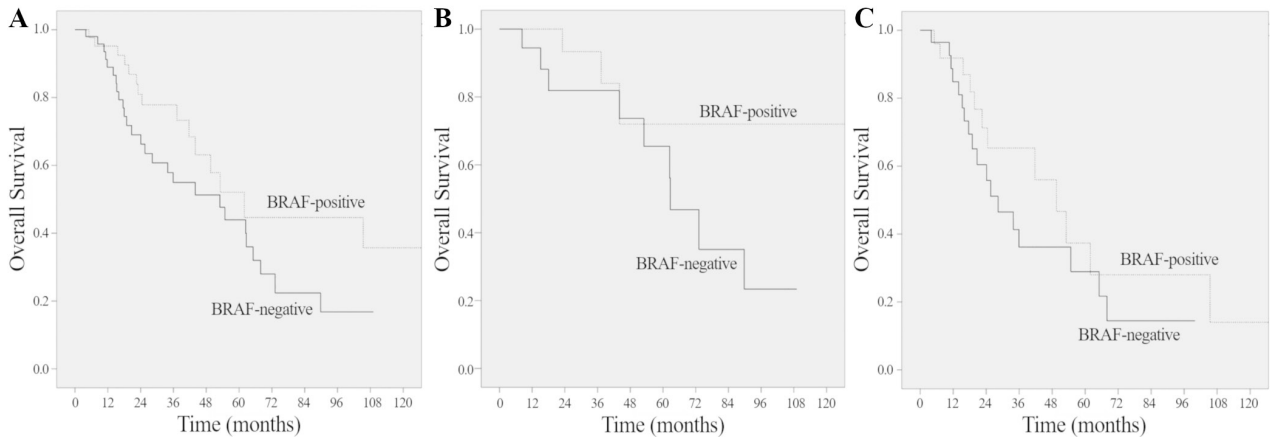 A
Overall Survival
1.0
0.8
0.6
0.4
0.2
0.0
BRAF-positive
BRAF-negative
0 12 24 36 48 60 72 84 96 108 120
Time (months)
B
Overall Survival
1.0
0.8
0.6
0.4
0.2
0.0
BRAF-positive
BRAF-negative
0 12 24 36 48 60 72 84 96 108 120
Time (months)
C
Overall Survival
1.0
0.8
0.6
0.4
0.2
0.0
BRAF-positive
BRAF-negative
0 12 24 36 48 60 72 84 96 108 120
Time (months)